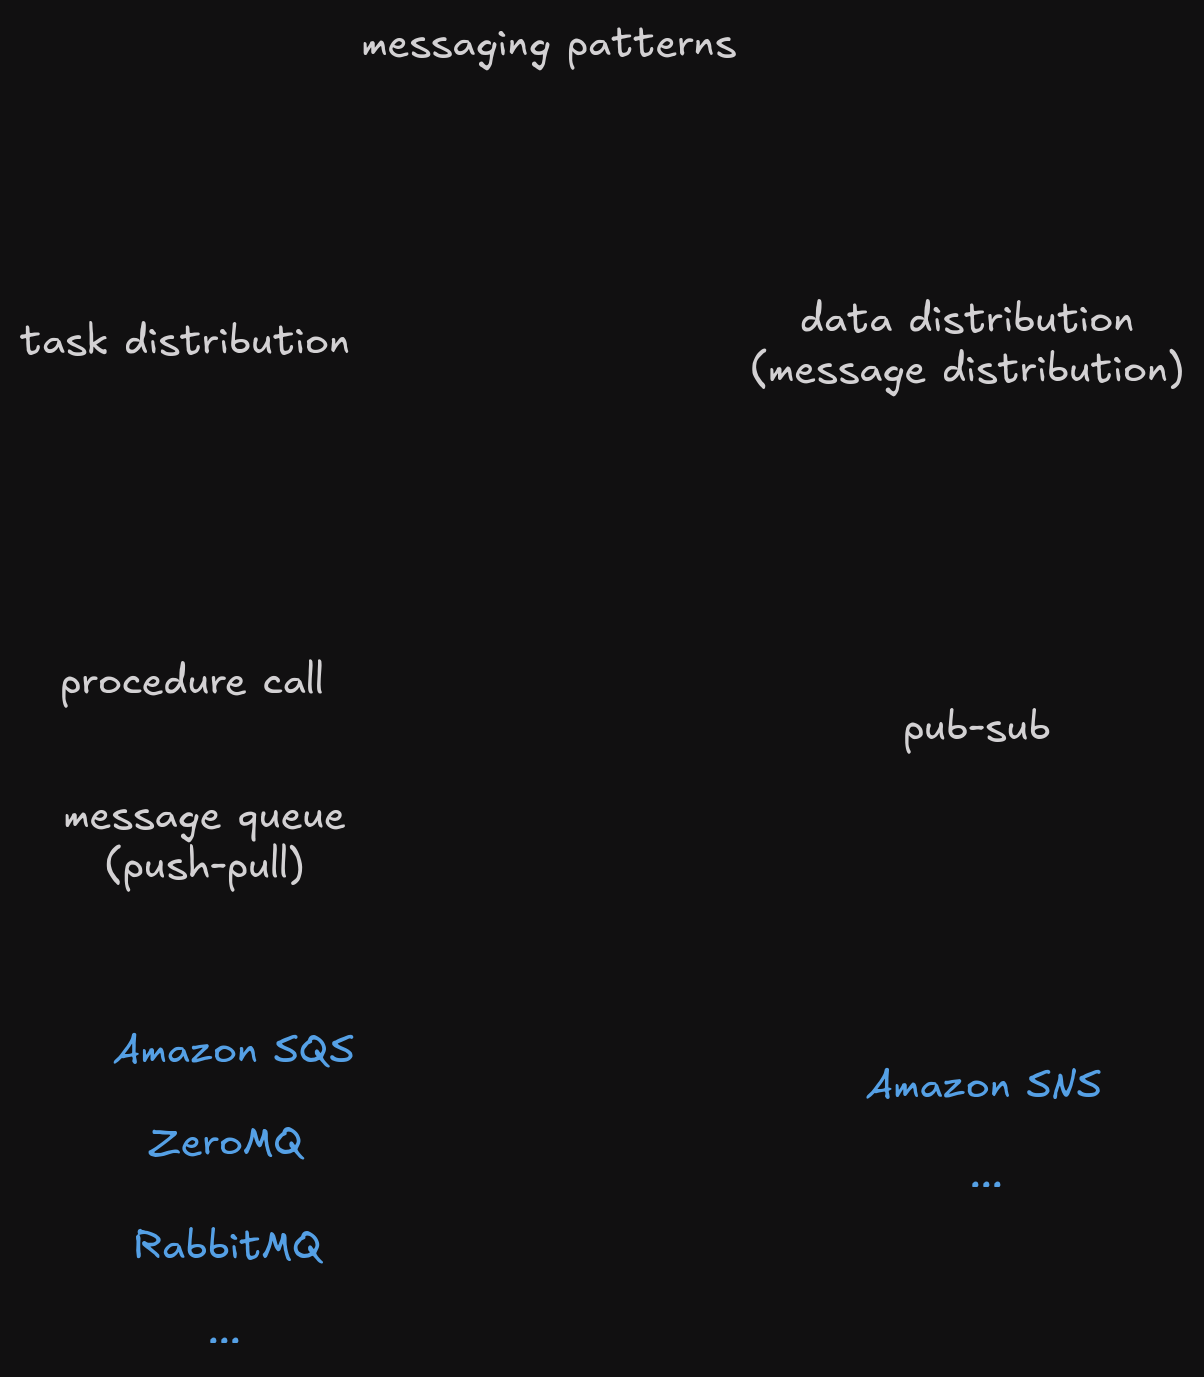 messaging patterns
task distribution
data distribution
(message distribution)
procedure call
pub-sub
message queue
(push-pull)
Amazon SQS
Amazon SNS
ZeroMQ
...
RabbitMQ
...